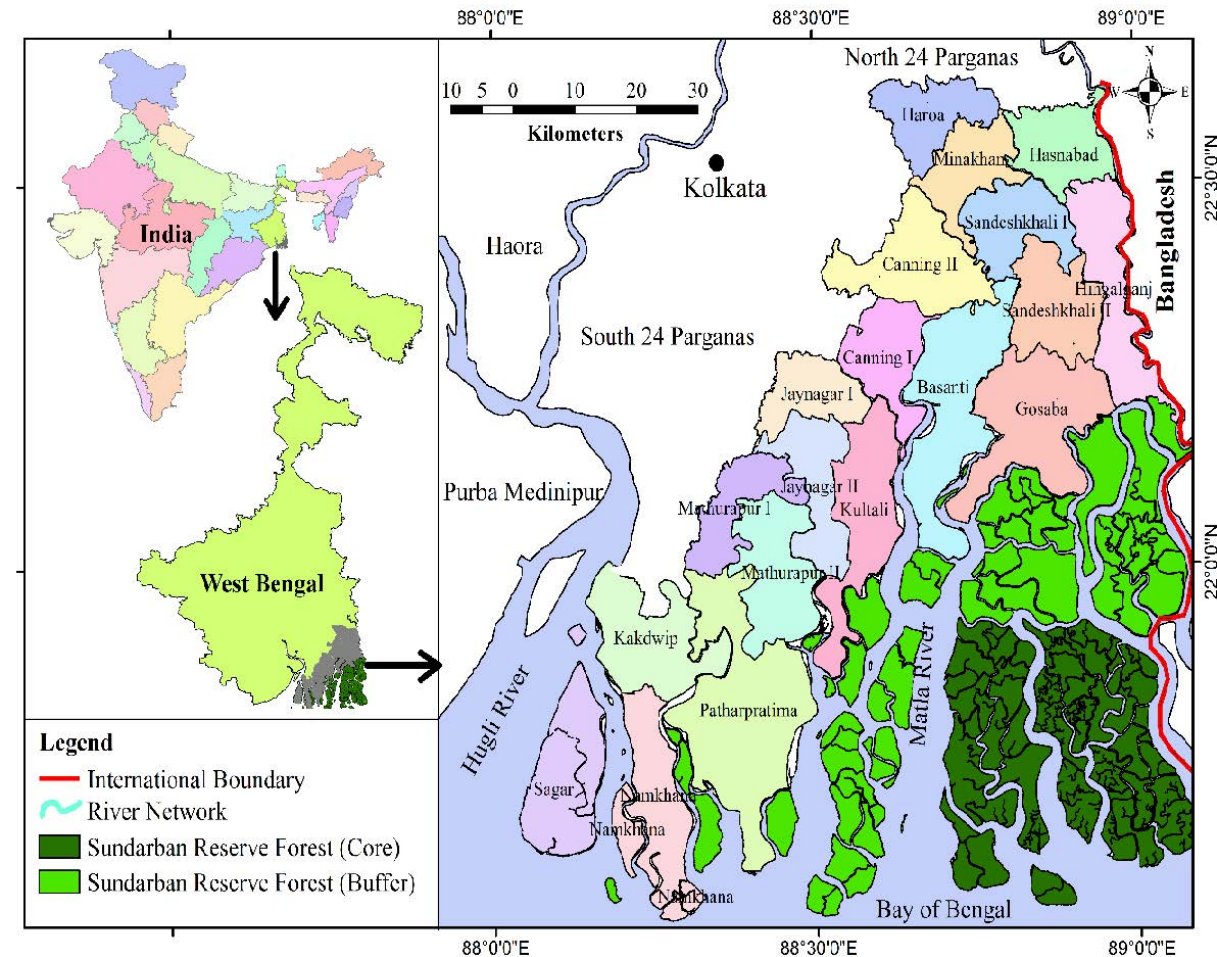 88°0'0"E
88°30'0"E
89°0'0"E
North 24 Parganas
N
W
E
S
10 5 0 10 20 30
Kilometers
Haroa
Minakhan
Hasnabad
Kolkata
22°30'0"N
India
Haora
Sandeshkhali I
Bangladesh
Canning II
Hingalganj
Sandeshkhali II
South 24 Parganas
Canning I
Basanti
Jaynagar I
Gosaba
Purba Medinipur
Jaynagar II
Mathurapur I
Kultali
West Bengal
Mathurapur II
22°0'0"N
Kakdwip
Hugli River
Matla River
Patharpratima
Legend
International Boundary
River Network
Sundarban Reserve Forest (Core)
Sundarban Reserve Forest (Buffer)
Sagar
Namkhana
Namkhana
Namkhana
Bay of Bengal
88°0'0"E
88°30'0"E
89°0'0"E